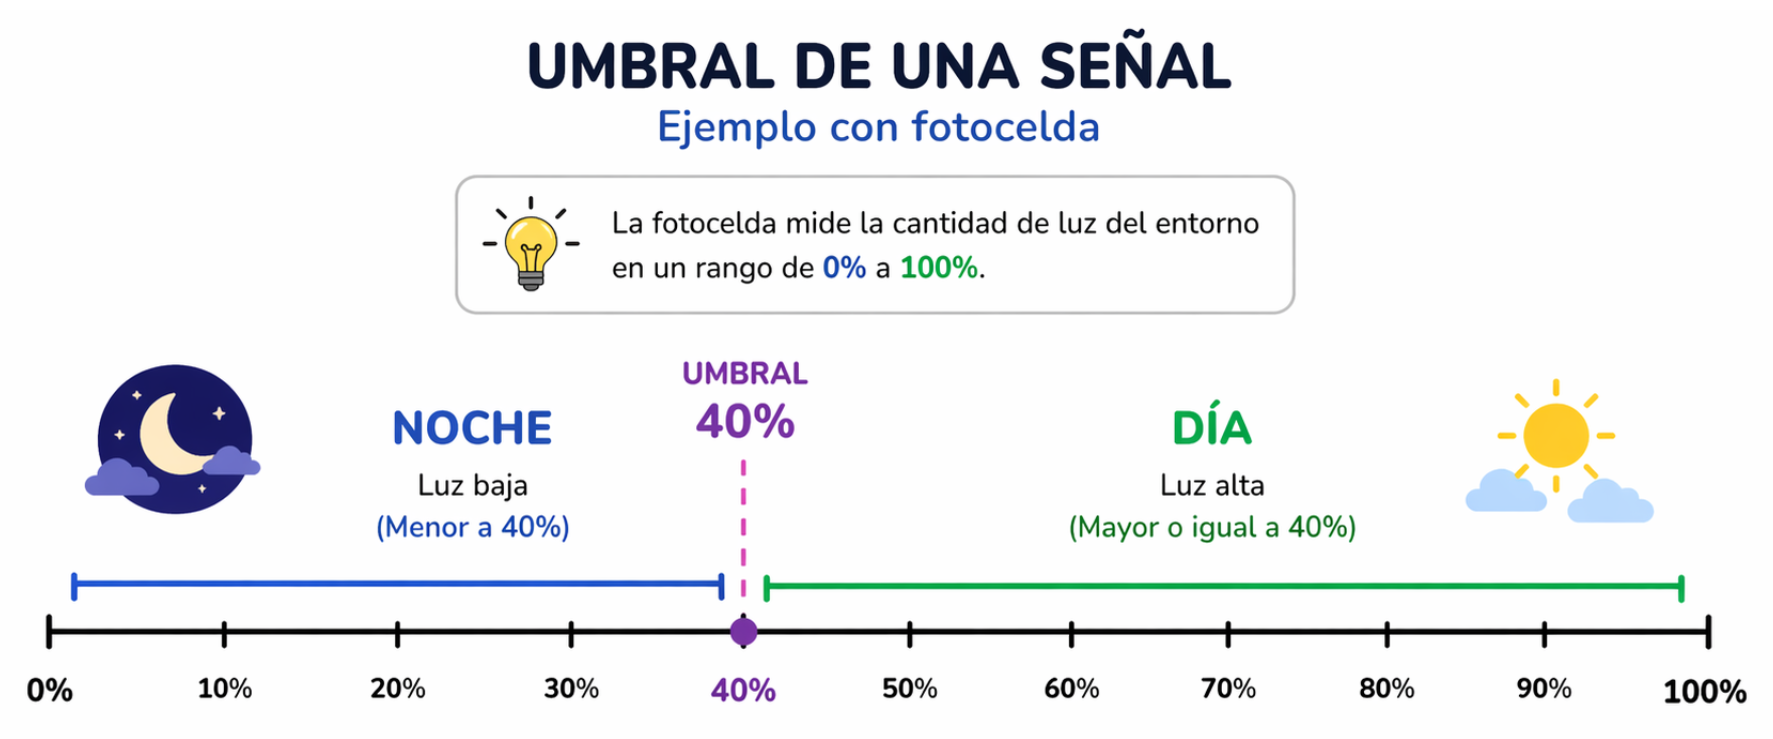 UMBRAL DE UNA SEÑAL
Ejemplo con fotocelda
La fotocelda mide la cantidad de luz del entorno
en un rango de 0% a 100%.
UMBRAL
40%
NOCHE
Luz baja
(Menor a 40%)
DÍA
Luz alta
(Mayor o igual a 40%)
0% 10% 20% 30% 40% 50% 60% 70% 80% 90% 100%